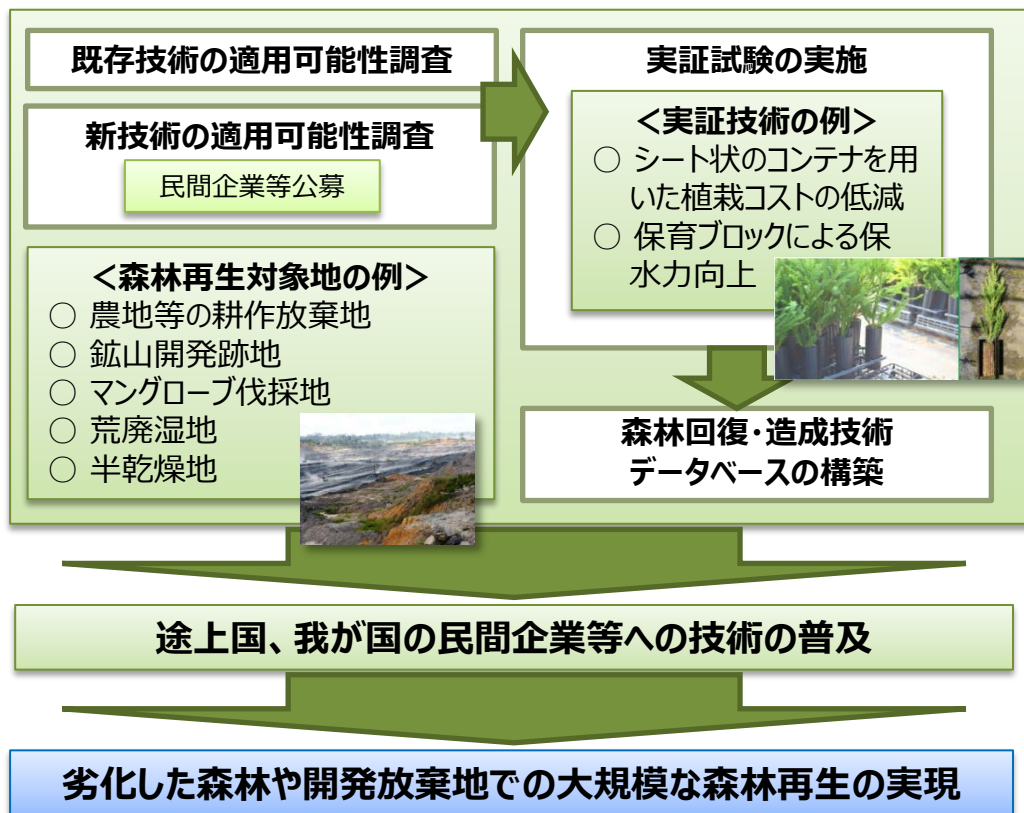 既存技術の適用可能性調査
新技術の適用可能性調査
民間企業等公募
＜森林再生対象地の例＞
○ 農地等の耕作放棄地
○ 鉱山開発跡地
○ マングローブ伐採地
○ 荒廃湿地
○ 半乾燥地
実証試験の実施
＜実証技術の例＞
○ シート状のコンテナを用
いた植栽コストの低減
○ 保育ブロックによる保
水力向上
森林回復・造成技術
データベースの構築
途上国、我が国の民間企業等への技術の普及
劣化した森林や開発放棄地での大規模な森林再生の実現